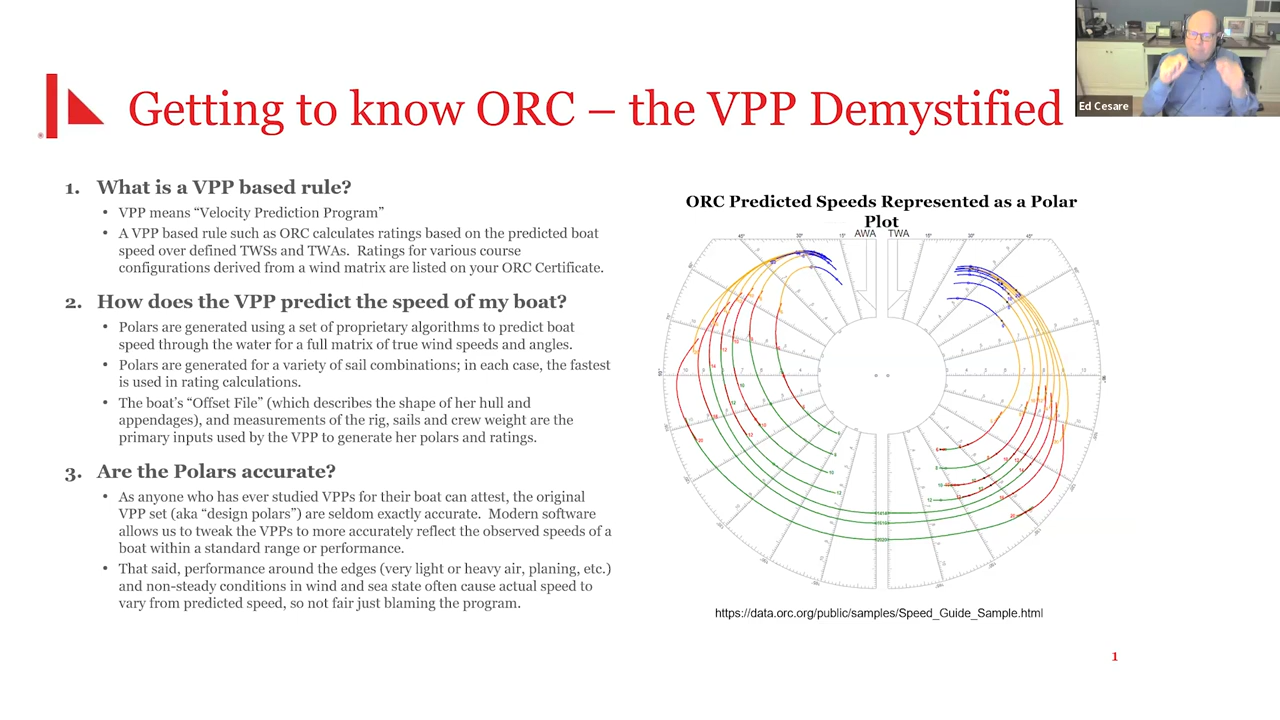 Getting to know ORC – the VPP Demystified
Ed Cesare
1. What is a VPP based rule?
• VPP means “Velocity Prediction Program”
• A VPP based rule such as ORC calculates ratings based on the predicted boat
speed over defined TWSs and TWAs. Ratings for various course
configurations derived from a wind matrix are listed on your ORC Certificate.
2. How does the VPP predict the speed of my boat?
• Polars are generated using a set of proprietary algorithms to predict boat
speed through the water for a full matrix of true wind speeds and angles.
• Polars are generated for a variety of sail combinations; in each case, the fastest
is used in rating calculations.
• The boat’s “Offset File” (which describes the shape of her hull and
appendages), and measurements of the rig, sails and crew weight are the
primary inputs used by the VPP to generate her polars and ratings.
3. Are the Polars accurate?
• As anyone who has ever studied VPPs for their boat can attest, the original
VPP set (aka “design polars”) are seldom exactly accurate. Modern software
allows us to tweak the VPPs to more accurately reflect the observed speeds of a
boat within a standard range or performance.
• That said, performance around the edges (very light or heavy air, planing, etc.)
and non-steady conditions in wind and sea state often cause actual speed to
vary from predicted speed, so not fair just blaming the program.
ORC Predicted Speeds Represented as a Polar
Plot
AWA TWA
45° 30° 15° 15° 30° 45°
https://data.orc.org/public/samples/Speed_Guide_Sample.html
1